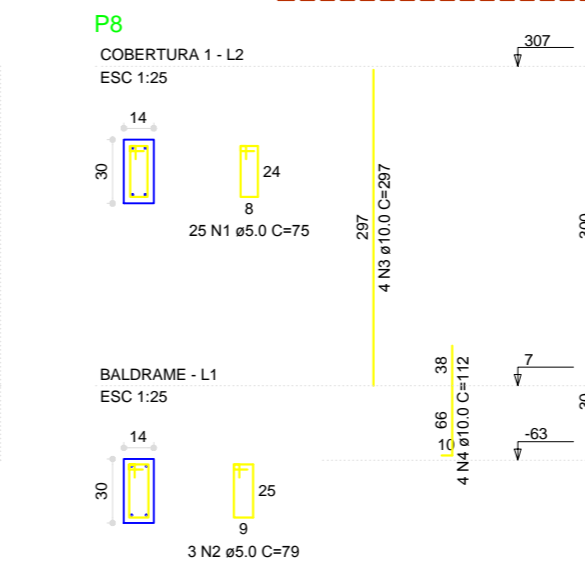 P8
COBERTURA 1 - L2
ESC 1:25
307
14
30
24
8
25 N1 ø5.0 C=75
297
4 N3 ø10.0 C=297
BALDRAME - L1
ESC 1:25
7
38
66
10
4 N4 ø10.0 C=112
-63
14
30
25
9
3 N2 ø5.0 C=79